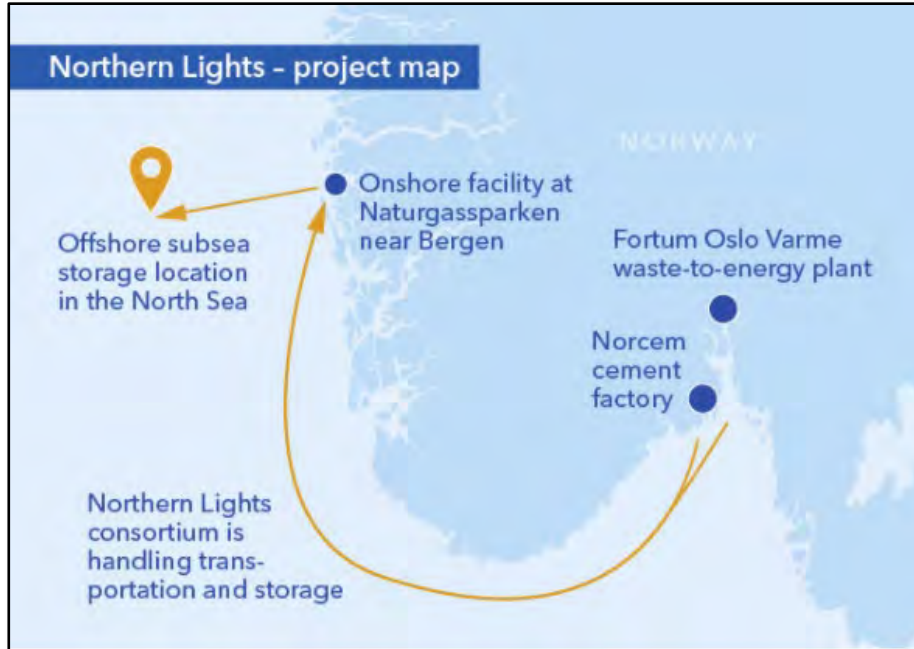 Northern Lights – project map
NORWAY
Onshore facility at
Naturgassparken
near Bergen
Offshore subsea
storage location
in the North Sea
Fortum Oslo Varme
waste-to-energy plant
Norcem
cement
factory
Northern Lights
consortium is
handling trans-
portation and storage